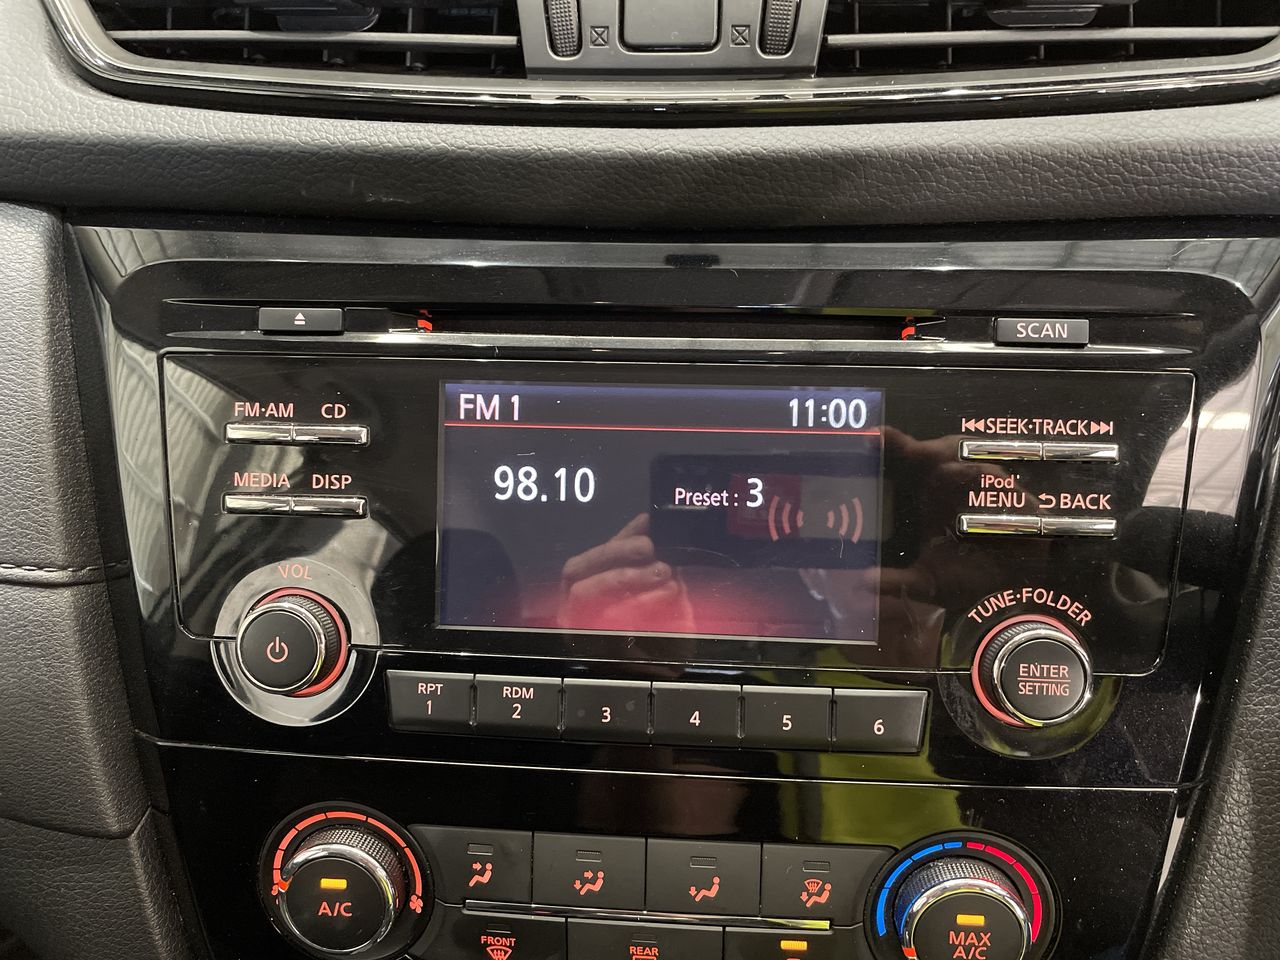 SCAN
FM·AM CD
MEDIA DISP
VOL
FM 1 11:00
98.10 Preset : 3
SEEK·TRACK
iPod
MENU BACK
TUNE·FOLDER
ENTER
SETTING
RPT
1
RDM
2
3
4
5
6
A/C
FRONT
REAR
MAX
A/C